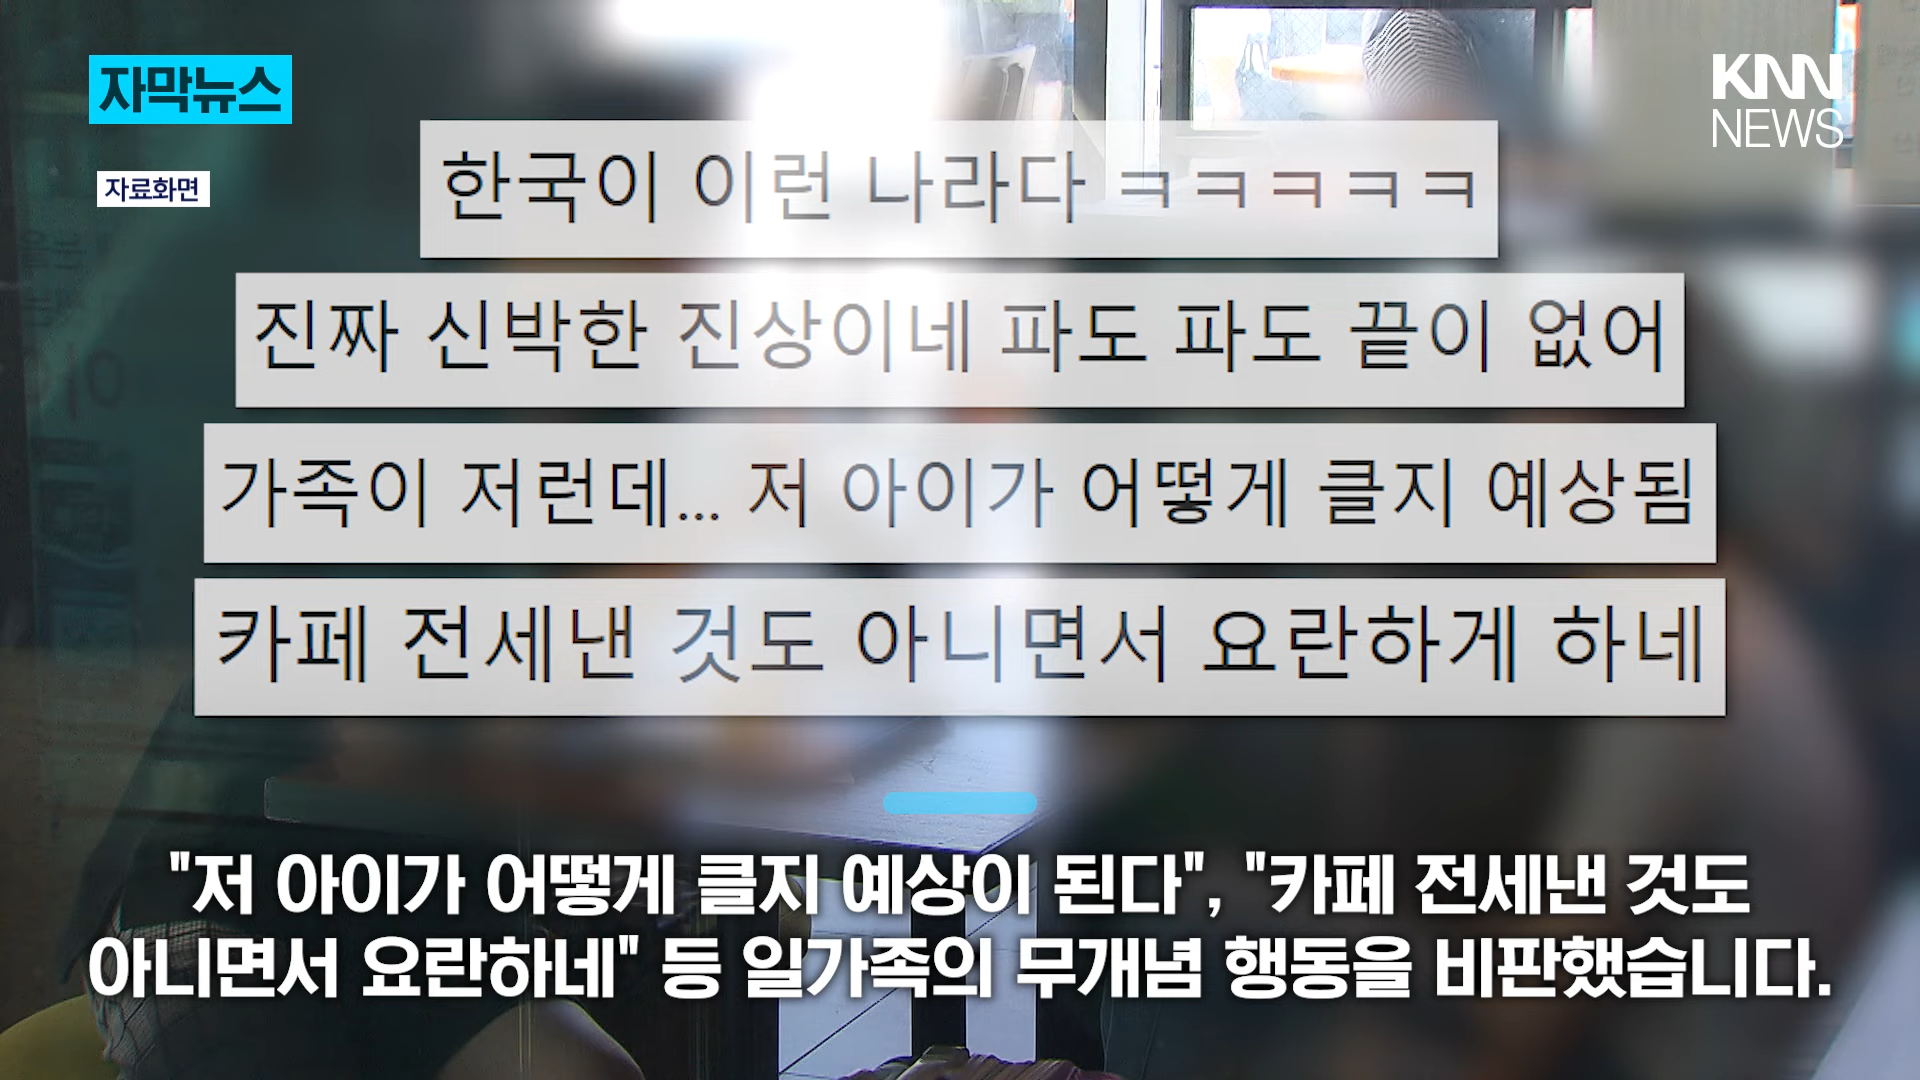 자막뉴스
KNN
NEWS
자료화면
한국이 이런 나라다 ㅋㅋㅋㅋㅋ
진짜 신박한 진상이네 파도 파도 끝이 없어
가족이 저런데... 저 아이가 어떻게 클지 예상됨
카페 전세낸 것도 아니면서 요란하게 하네
"저 아이가 어떻게 클지 예상이 된다", "카페 전세낸 것도
아니면서 요란하네" 등 일가족의 무개념 행동을 비판했습니다.